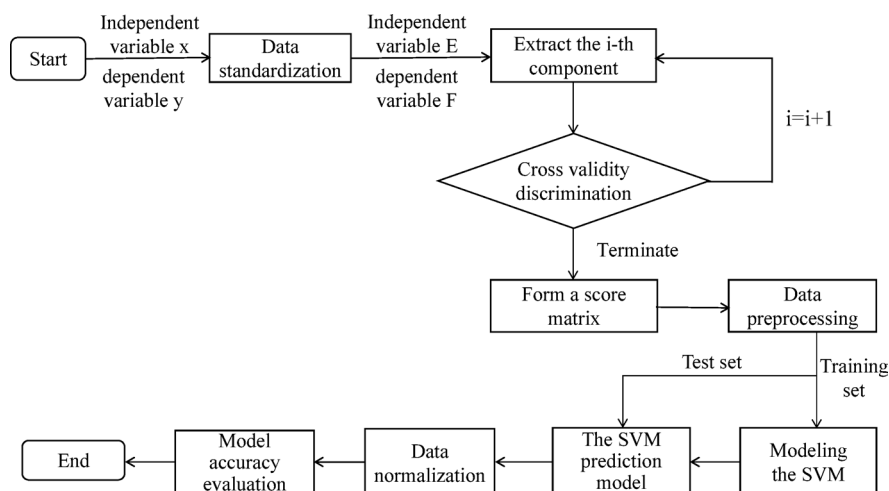 Start
Independent
variable x
dependent
variable y
Data
standardization
Independent
variable E
dependent
variable F
Extract the i-th
component
i=i+1
Cross validity
discrimination
Terminate
Form a score
matrix
Data
preprocessing
Test set
Training
set
End
Model
accuracy
evaluation
Data
normalization
The SVM
prediction
model
Modeling
the SVM